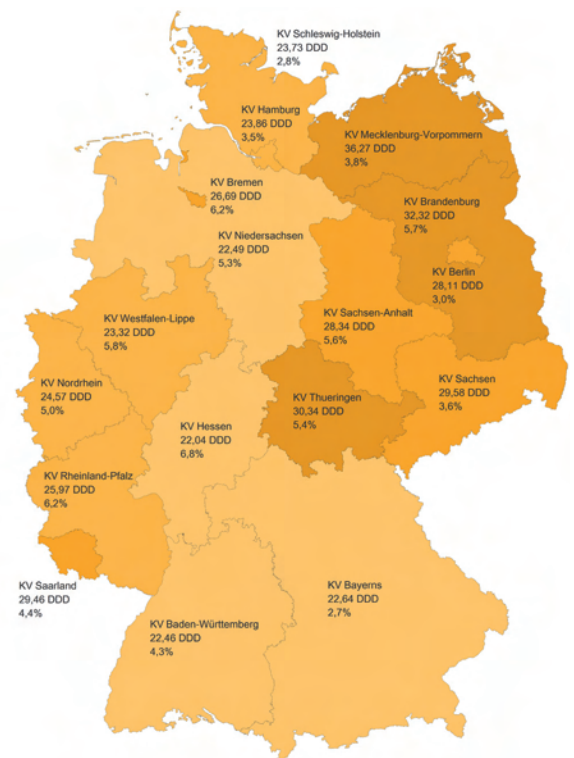 KV Schleswig-Holstein
23,73 DDD
2,8%
KV Hamburg
23,86 DDD
3,5%
KV Mecklenburg-Vorpommern
36,27 DDD
3,8%
KV Bremen
26,69 DDD
6,2%
KV Brandenburg
32,32 DDD
5,7%
KV Niedersachsen
22,49 DDD
5,3%
KV Berlin
28,11 DDD
3,0%
KV Westfalen-Lippe
23,32 DDD
5,8%
KV Sachsen-Anhalt
28,34 DDD
5,6%
KV Nordrhein
24,57 DDD
5,0%
KV Sachsen
29,58 DDD
3,6%
KV Thueringen
30,34 DDD
5,4%
KV Hessen
22,04 DDD
6,8%
KV Rheinland-Pfalz
25,97 DDD
6,2%
KV Saarland
29,46 DDD
4,4%
KV Bayerns
22,64 DDD
2,7%
KV Baden-Württemberg
22,46 DDD
4,3%